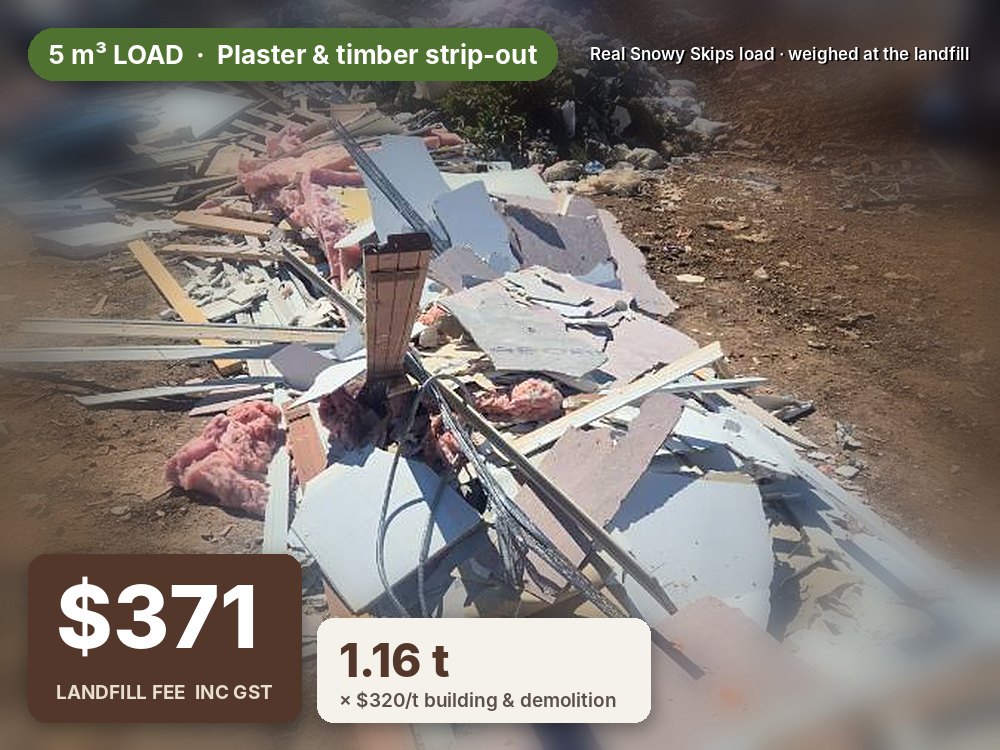 5 m³ LOAD · Plaster & timber strip-out
Real Snowy Skips load · weighed at the landfill
$371
LANDFILL FEE INC GST
1.16 t
× $320/t building & demolition